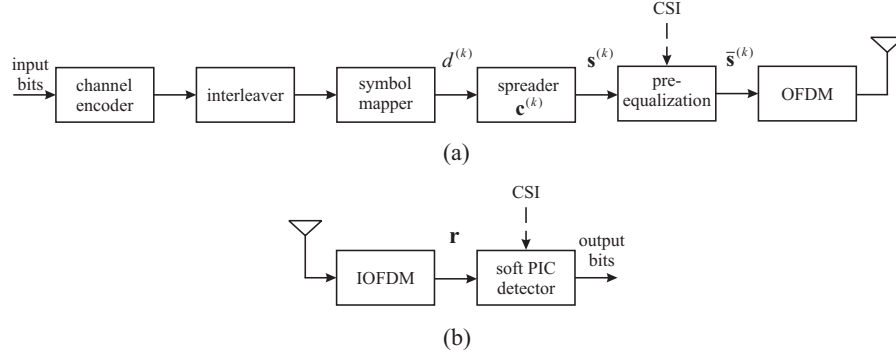 CSI
input
bits
channel
encoder
interleaver
symbol
mapper
d^{(k)}
spreader
c^{(k)}
s^{(k)}
pre-
equalization
s̄^{(k)}
OFDM
(a)
CSI
IOFDM
r
soft PIC
detector
output
bits
(b)